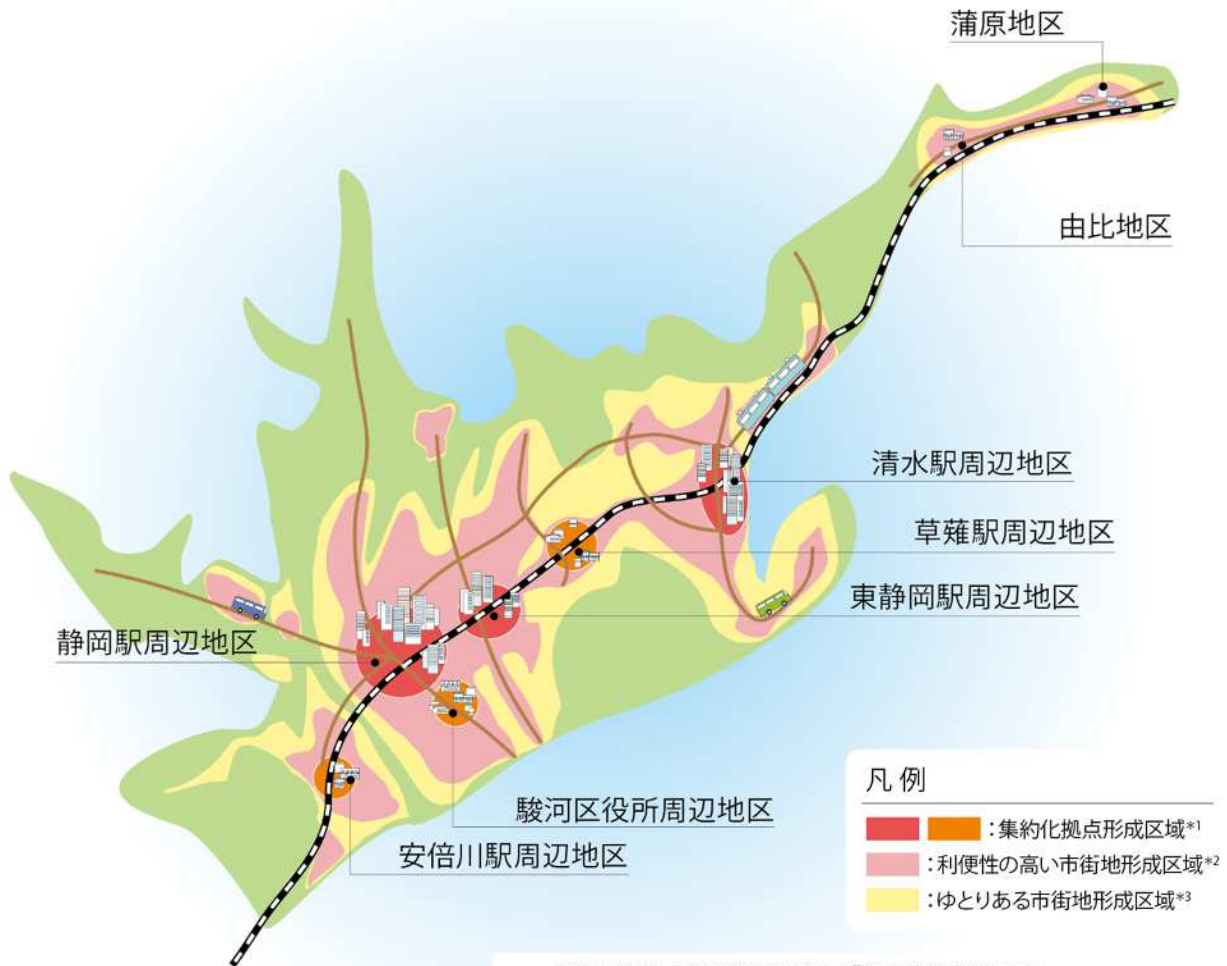 蒲原地区
由比地区
清水駅周辺地区
草薙駅周辺地区
東静岡駅周辺地区
静岡駅周辺地区
駿河区役所周辺地区
安倍川駅周辺地区
凡例
:集約化拠点形成区域*1
:利便性の高い市街地形成区域*2
:ゆとりある市街地形成区域*3